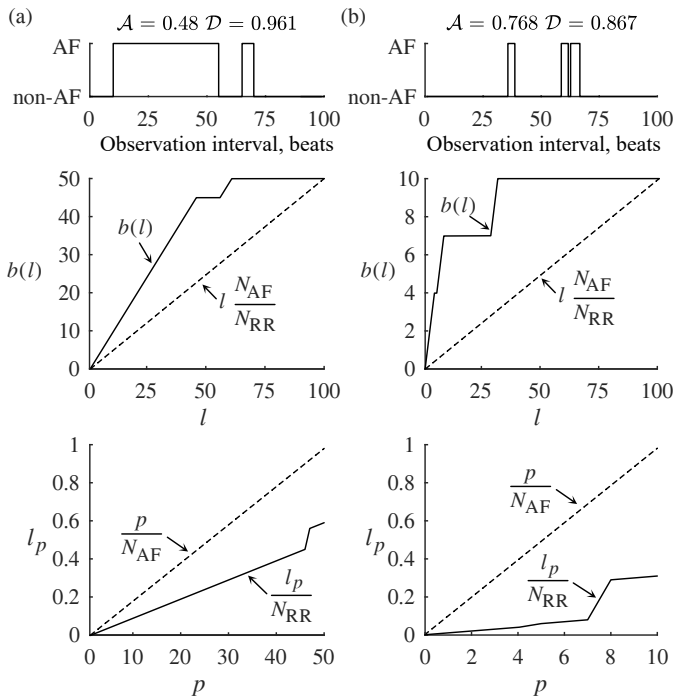 (a)
𝒜 = 0.48 𝒟 = 0.961
AF
non-AF
0 25 50 75 100
Observation interval, beats
50
40
30
20
10
0
b(l)
b(l)
l N_AF / N_RR
0 25 50 75 100
l
1
0.8
0.6
0.4
0.2
0
l_p
p / N_AF
l_p / N_RR
0 10 20 30 40 50
p
(b)
𝒜 = 0.768 𝒟 = 0.867
AF
non-AF
0 25 50 75 100
Observation interval, beats
10
8
6
4
2
0
b(l)
b(l)
l N_AF / N_RR
0 25 50 75 100
l
1
0.8
0.6
0.4
0.2
0
l_p
p / N_AF
l_p / N_RR
0 2 4 6 8 10
p